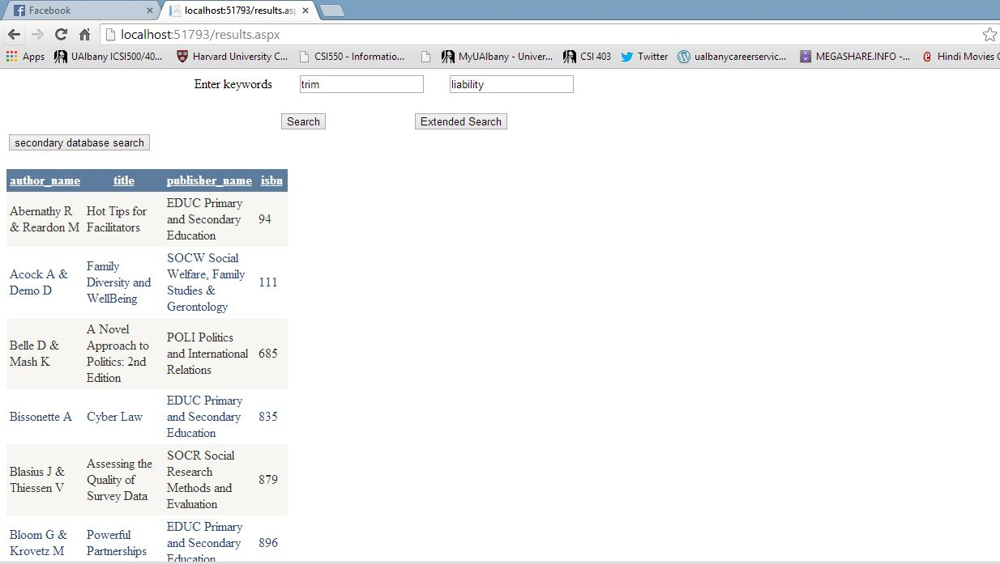 Facebook
localhost:51793/results.as
localhost:51793/results.aspx
Apps UAlbany ICSI500/40... Harvard University C... CSI550 - Informatio... MyUAlbany - Univer... CSI 403 Twitter ualbanycareerservic... MEGASHARE.INFO -... Hindi Movies
Enter keywords trim liability
Search Extended Search
secondary database search
author_name title publisher_name isbn
Abernathy R
& Reardon M
Hot Tips for
Facilitators
EDUC Primary
and Secondary
Education
94
Acock A &
Demo D
Family
Diversity and
WellBeing
SOCW Social
Welfare, Family
Studies &
Gerontology
111
Belle D &
Mash K
A Novel
Approach to
Politics: 2nd
Edition
POLI Politics
and International
Relations
685
Bissonette A
Cyber Law
EDUC Primary
and Secondary
Education
835
Blasius J &
Thiessen V
Assessing the
Quality of
Survey Data
SOCR Social
Research
Methods and
Evaluation
879
Bloom G &
Krovetz M
Powerful
Partnerships
EDUC Primary
and Secondary
Education
896